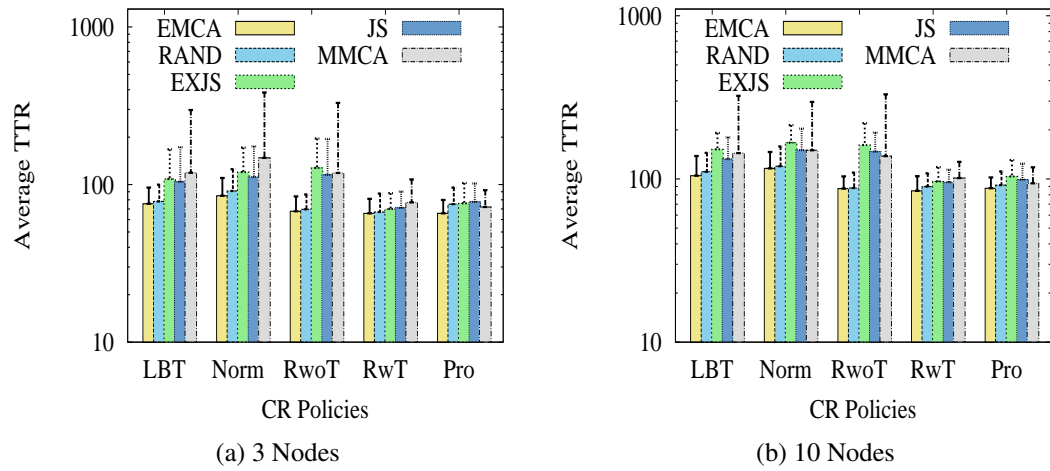 1000
100
10
Average TTR
EMCA
RAND
EXJS
JS
MMCA
LBT Norm RwoT RwT Pro
CR Policies
(a) 3 Nodes
1000
100
10
Average TTR
EMCA
RAND
EXJS
JS
MMCA
LBT Norm RwoT RwT Pro
CR Policies
(b) 10 Nodes